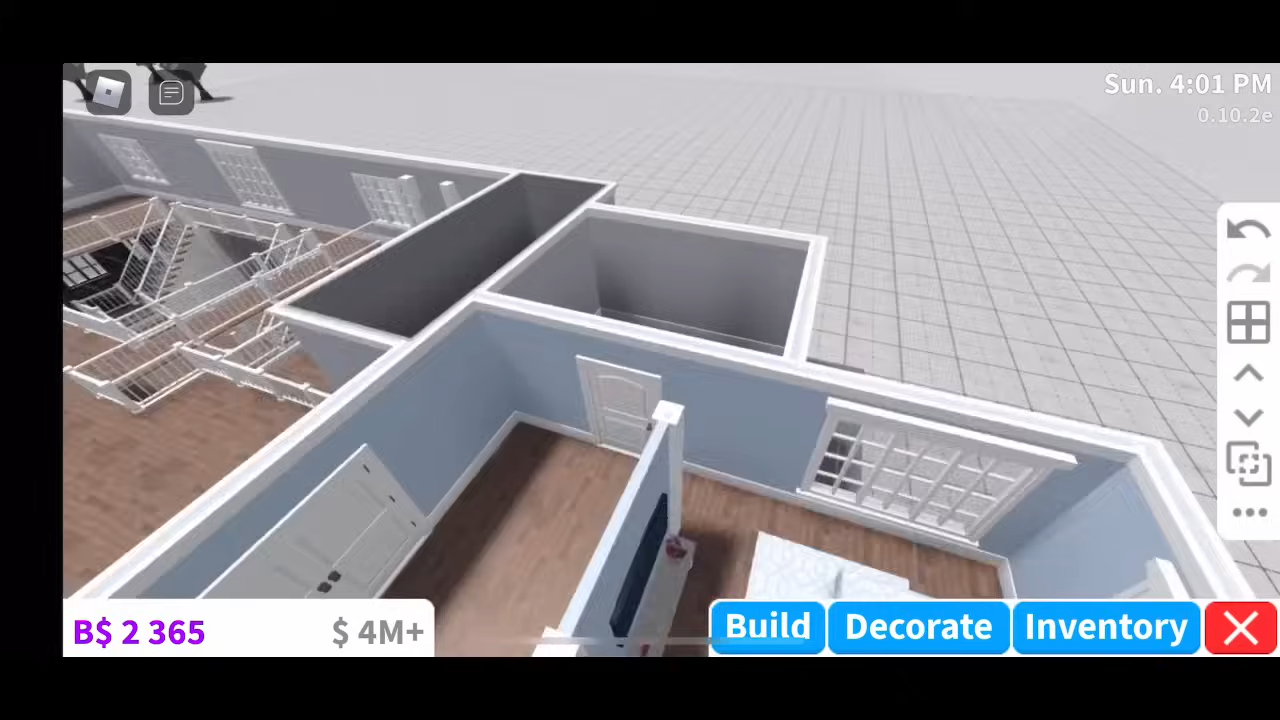 Sun. 4:01 PM
0.10.2e
B$ 2 365
$ 4M+
Build
Decorate
Inventory